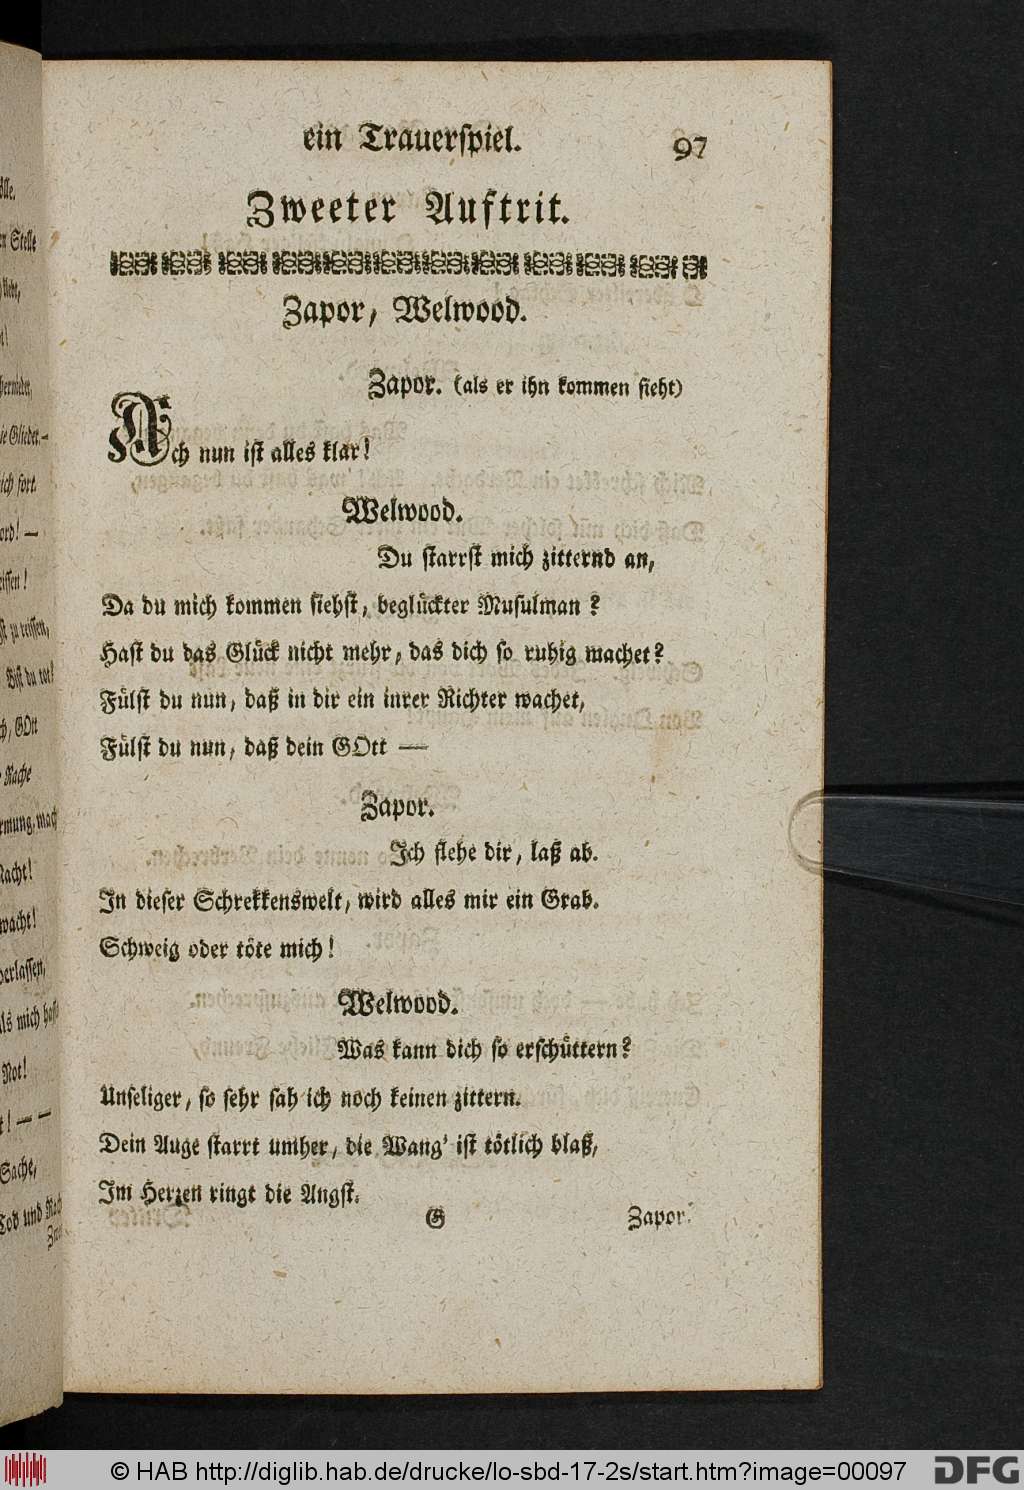 ein Trauerspiel. 97
Zweeter Auftrit.
Zapor, Welwood.
Zapor. (als er ihn kommen sieht)
Ach nun ist alles klar!
Welwood.
Du starrst mich zitternd an,
Da du mich kommen siehst, beglückter Musulman?
Hast du das Glück nicht mehr, das dich so ruhig machet?
Fülst du nun, daß in dir ein inrer Richter wachet,
Fülst du nun, daß dein GOtt —
Zapor.
Ich flehe dir, laß ab.
In dieser Schrekkenswelt, wird alles mir ein Grab.
Schweig oder töte mich!
Welwood.
Was kann dich so erschüttern?
Unseliger, so sehr sah ich noch keinen zittern.
Dein Auge starrt umher, die Wang' ist tötlich blaß,
Im Herzen ringt die Angst.
G Zapor.
© HAB http://diglib.hab.de/drucke/lo-sbd-17-2s/start.htm?image=00097
DFG